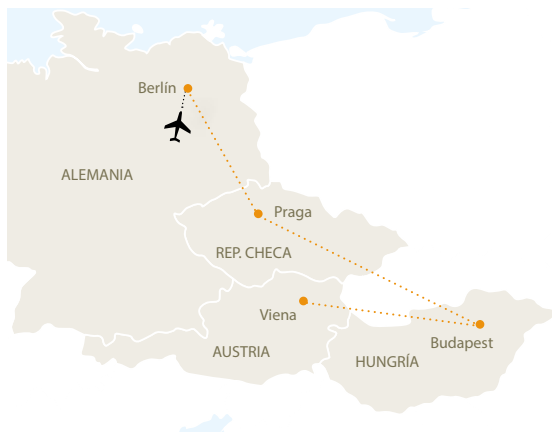 Berlín
ALEMANIA
Praga
REP. CHECA
Viena
Budapest
AUSTRIA
HUNGRÍA